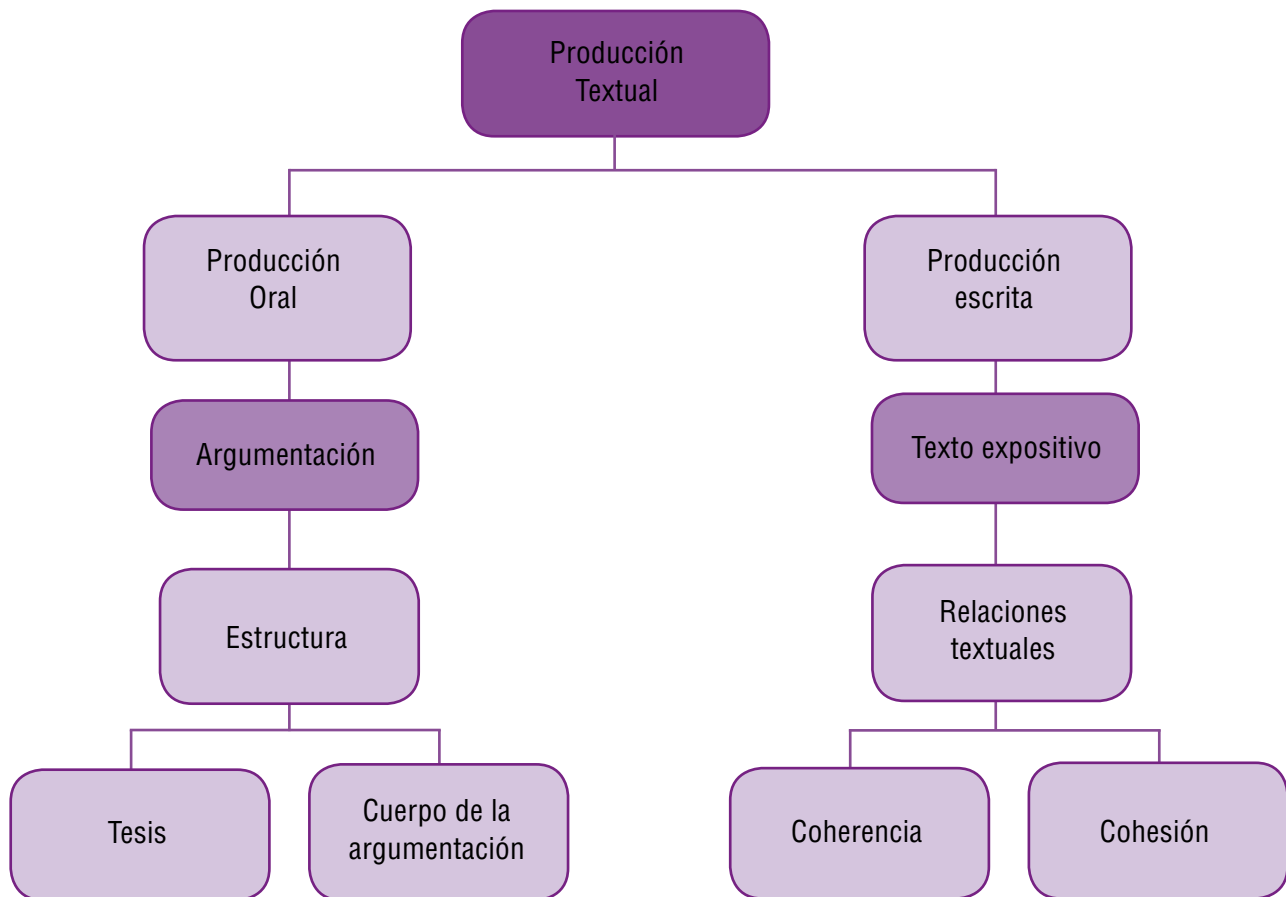 Producción
Textual
Producción
Oral
Producción
escrita
Argumentación
Texto expositivo
Estructura
Relaciones
textuales
Tesis
Cuerpo de la
argumentación
Coherencia
Cohesión